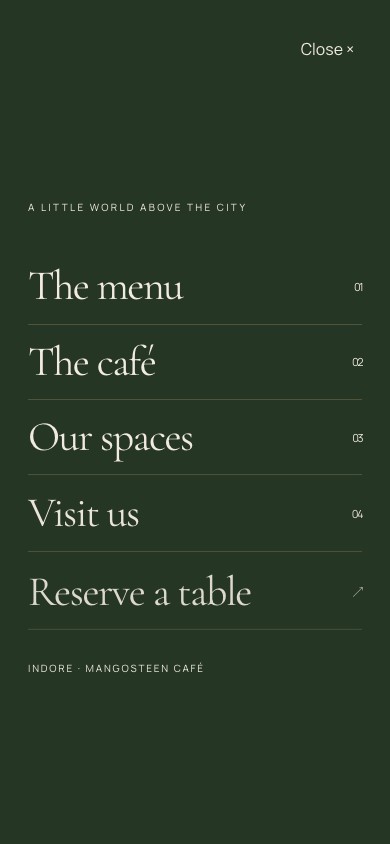 Close ×
A LITTLE WORLD ABOVE THE CITY
The menu 01
The café 02
Our spaces 03
Visit us 04
Reserve a table ↗
INDORE · MANGOSTEEN CAFÉ